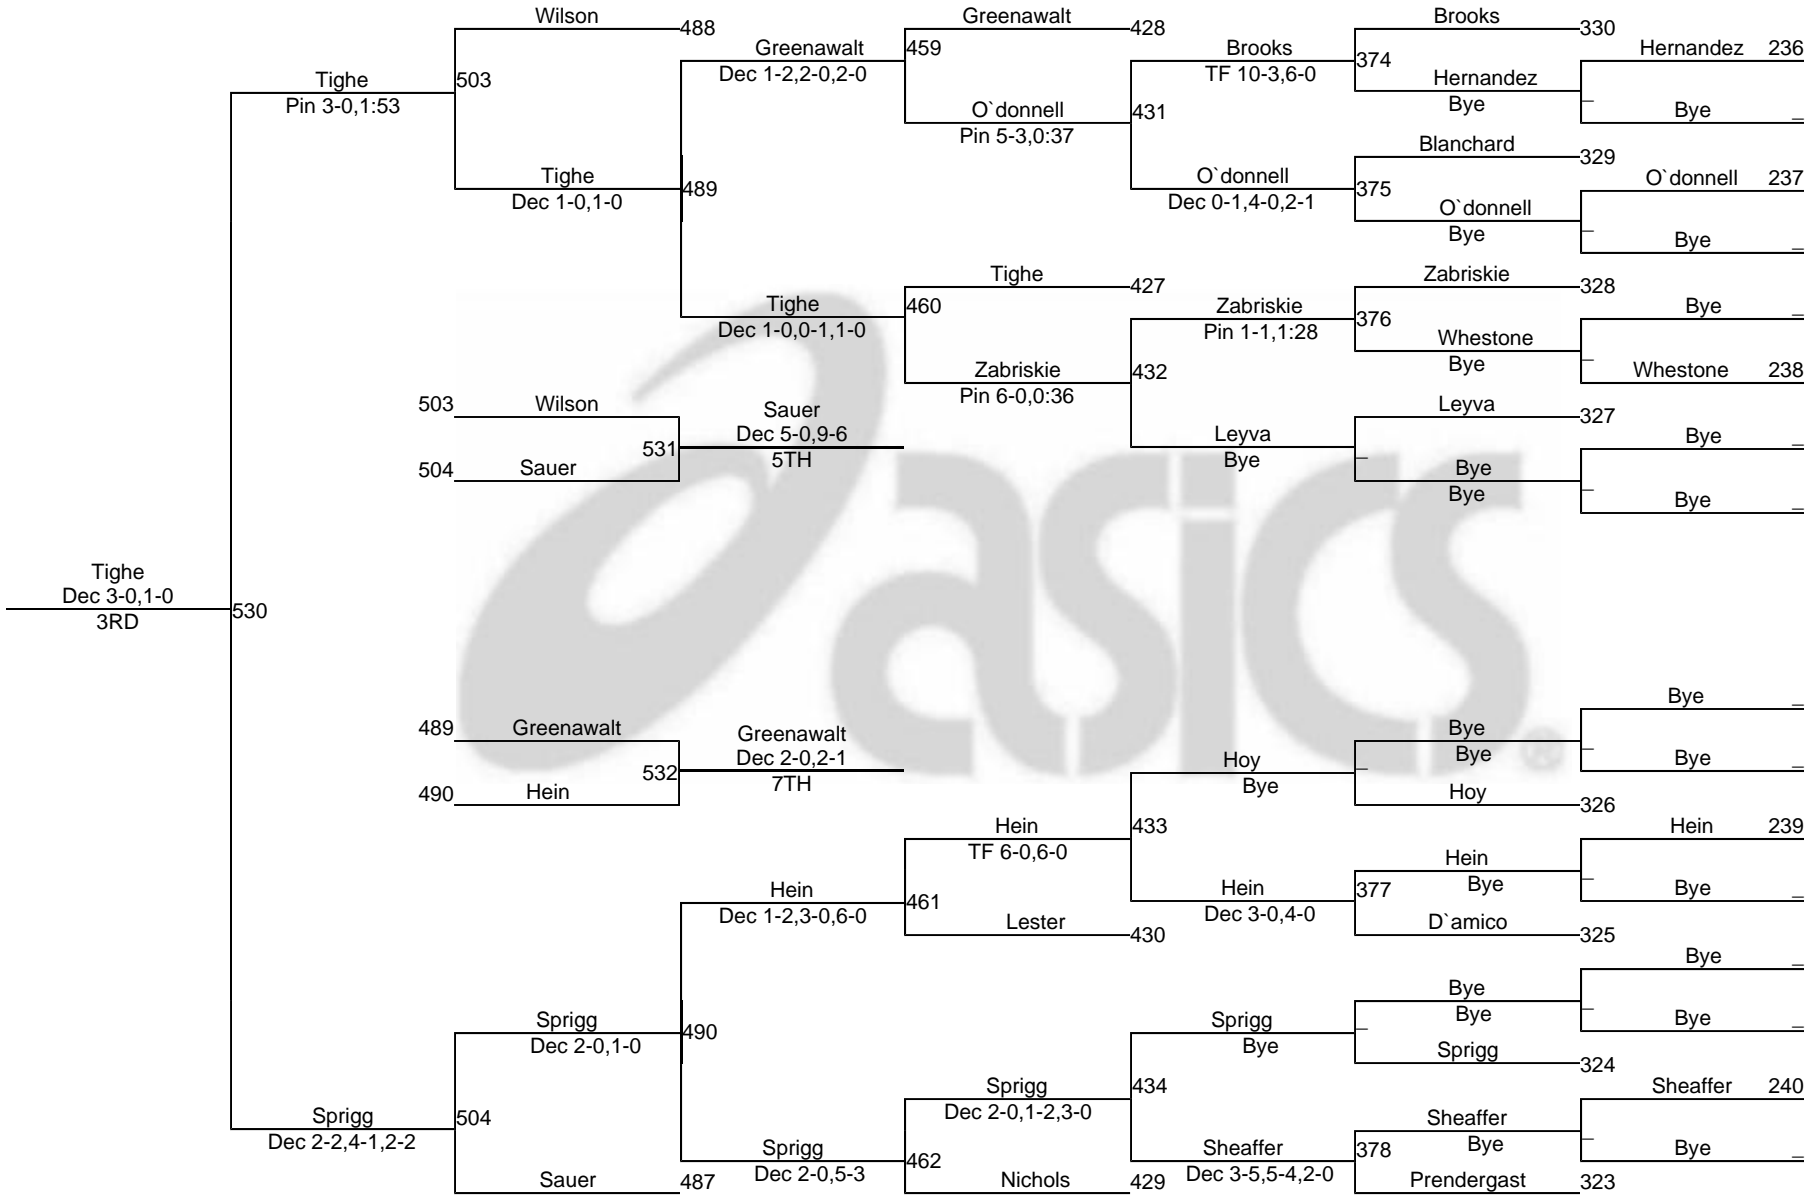 Wilson
488
Greenawalt
428
Brooks
330
Greenawalt
Dec 1-2,2-0,2-0
459
Brooks
TF 10-3,6-0
374
Hernandez 236
Hernandez
Bye
_
Bye _
Tighe
Pin 3-0,1:53
503
O`donnell
Pin 5-3,0:37
431
Blanchard
329
Tighe
Dec 1-0,1-0
489
O`donnell
Dec 0-1,4-0,2-1
375
O`donnell 237
O`donnell
Bye
_
Bye _
Tighe
427
Zabriskie
328
Tighe
Dec 1-0,0-1,1-0
460
Zabriskie
Pin 1-1,1:28
376
Bye _
Whestone
Bye
_
Whestone 238
Zabriskie
Pin 6-0,0:36
432
503 Wilson
531
504 Sauer
Sauer
Dec 5-0,9-6
5TH
Leyva
327
Leyva
Bye
_
Bye _
Bye
Bye
_
Bye _
asics
®
Tighe
Dec 3-0,1-0
3RD
530
489 Greenawalt
532
490 Hein
Greenawalt
Dec 2-0,2-1
7TH
Bye _
Bye
Bye
_
Bye _
Hoy
Bye
_
Hoy
326
Hein
TF 6-0,6-0
433
Hein 239
Hein
Bye
_
Bye _
Hein
Dec 1-2,3-0,6-0
461
Hein
Dec 3-0,4-0
377
Lester
430
D`amico
325
Bye _
Bye
Bye
_
Bye _
Sprigg
Dec 2-0,1-0
490
Sprigg
Bye
_
Sprigg
324
Sprigg
Dec 2-2,4-1,2-2
504
Sprigg
Dec 2-0,1-2,3-0
434
Sheaffer 240
Sheaffer
Bye
_
Bye _
Sprigg
Dec 2-0,5-3
462
Sheaffer
Dec 3-5,5-4,2-0
378
Sauer
487
Nichols
429
Prendergast
323